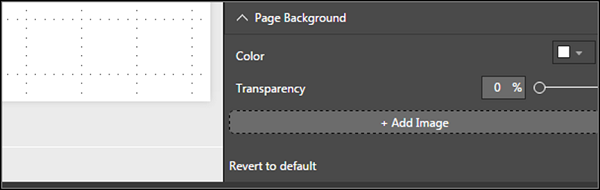 Page Background
Color
Transparency 0 %
+ Add Image
Revert to default